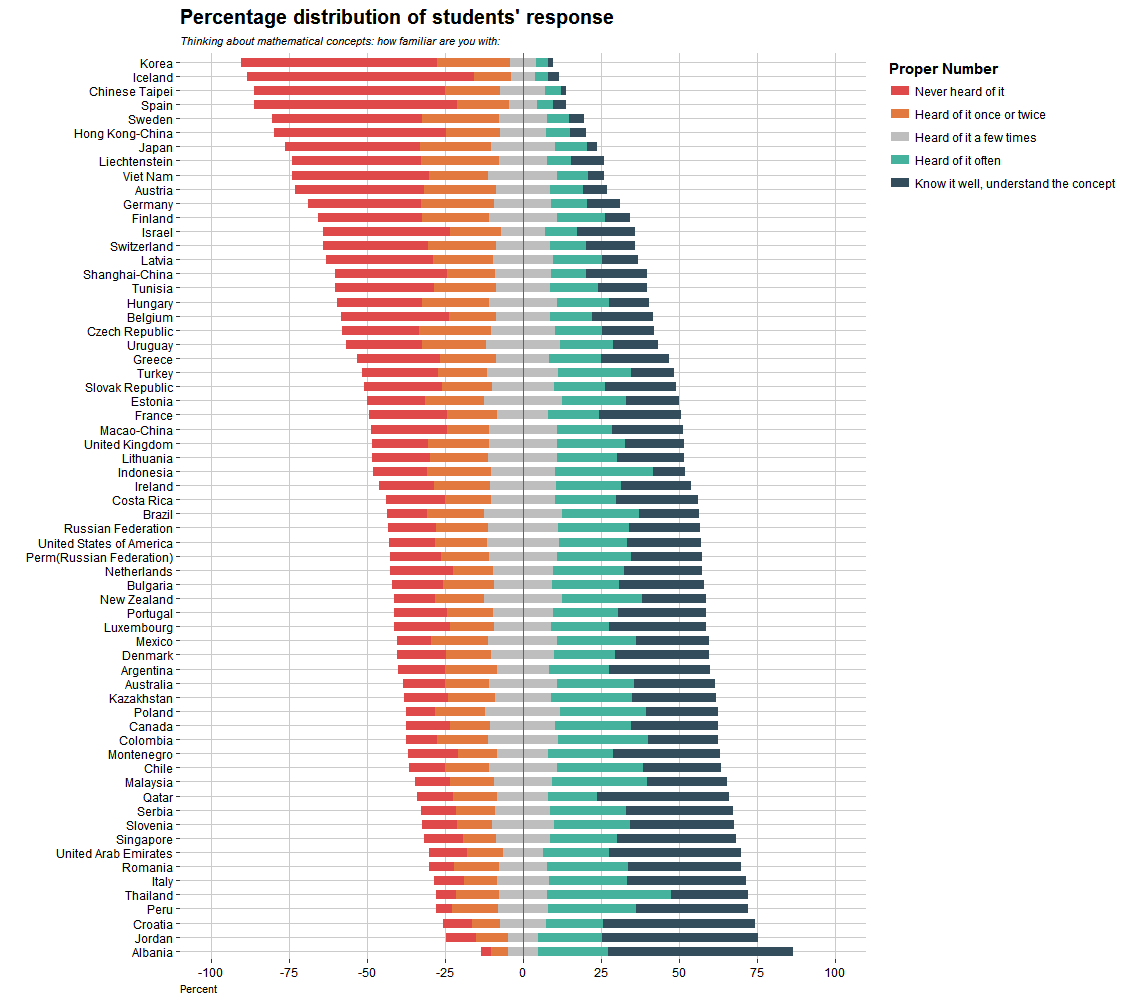 Percentage distribution of students' response
Thinking about mathematical concepts: how familiar are you with:
Korea
Iceland
Chinese Taipei
Spain
Sweden
Hong Kong-China
Japan
Liechtenstein
Viet Nam
Austria
Germany
Finland
Israel
Switzerland
Latvia
Shanghai-China
Tunisia
Hungary
Belgium
Czech Republic
Uruguay
Greece
Turkey
Slovak Republic
Estonia
France
Macao-China
United Kingdom
Lithuania
Indonesia
Ireland
Costa Rica
Brazil
Russian Federation
United States of America
Perm(Russian Federation)
Netherlands
Bulgaria
New Zealand
Portugal
Luxembourg
Mexico
Denmark
Argentina
Australia
Kazakhstan
Poland
Canada
Colombia
Montenegro
Chile
Malaysia
Qatar
Serbia
Slovenia
Singapore
United Arab Emirates
Romania
Italy
Thailand
Peru
Croatia
Jordan
Albania
-100 -75 -50 -25 0 25 50 75 100
Percent
Proper Number
Never heard of it
Heard of it once or twice
Heard of it a few times
Heard of it often
Know it well, understand the concept